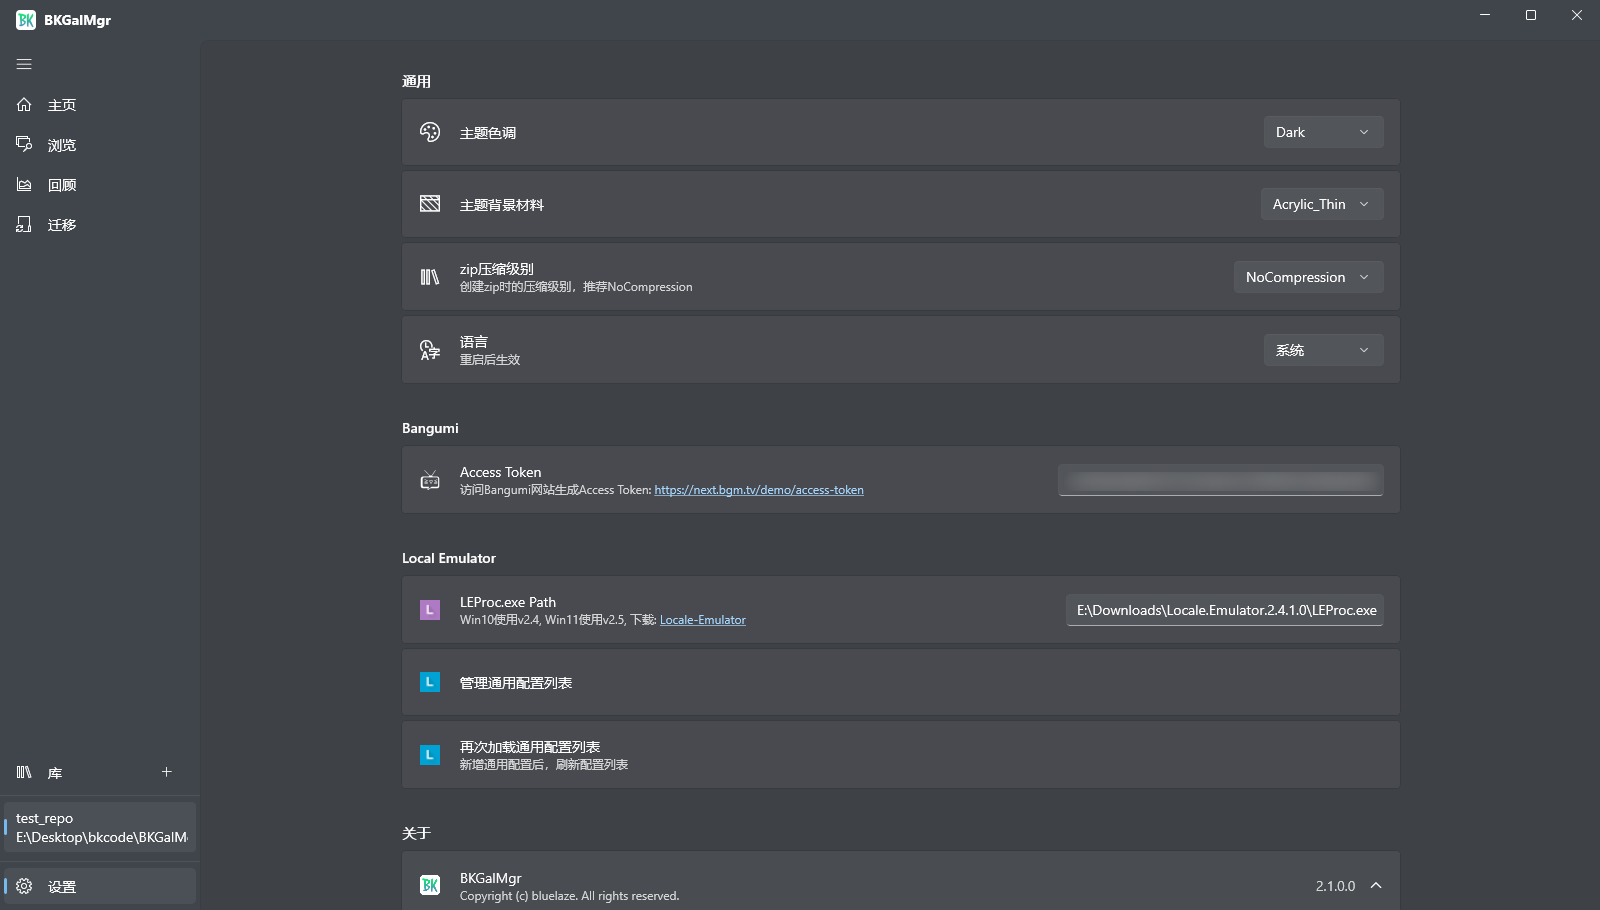 BKGalMgr
主页
浏览
回顾
迁移
通用
主题色调
Dark
主题背景材料
Acrylic_Thin
zip压缩级别
创建zip时的压缩级别，推荐NoCompression
NoCompression
语言
重启后生效
系统
Bangumi
Access Token
访问Bangumi网站生成Access Token: https://next.bgm.tv/demo/access-token
Local Emulator
LEProc.exe Path
Win10使用v2.4, Win11使用v2.5, 下载: Locale-Emulator
E:\Downloads\Locale.Emulator.2.4.1.0\LEProc.exe
管理通用配置列表
再次加载通用配置列表
新增通用配置后，刷新配置列表
关于
BKGalMgr
Copyright (c) bluelaze. All rights reserved.
2.1.0.0
库
test_repo
E:\Desktop\bkcode\BKGalM
设置